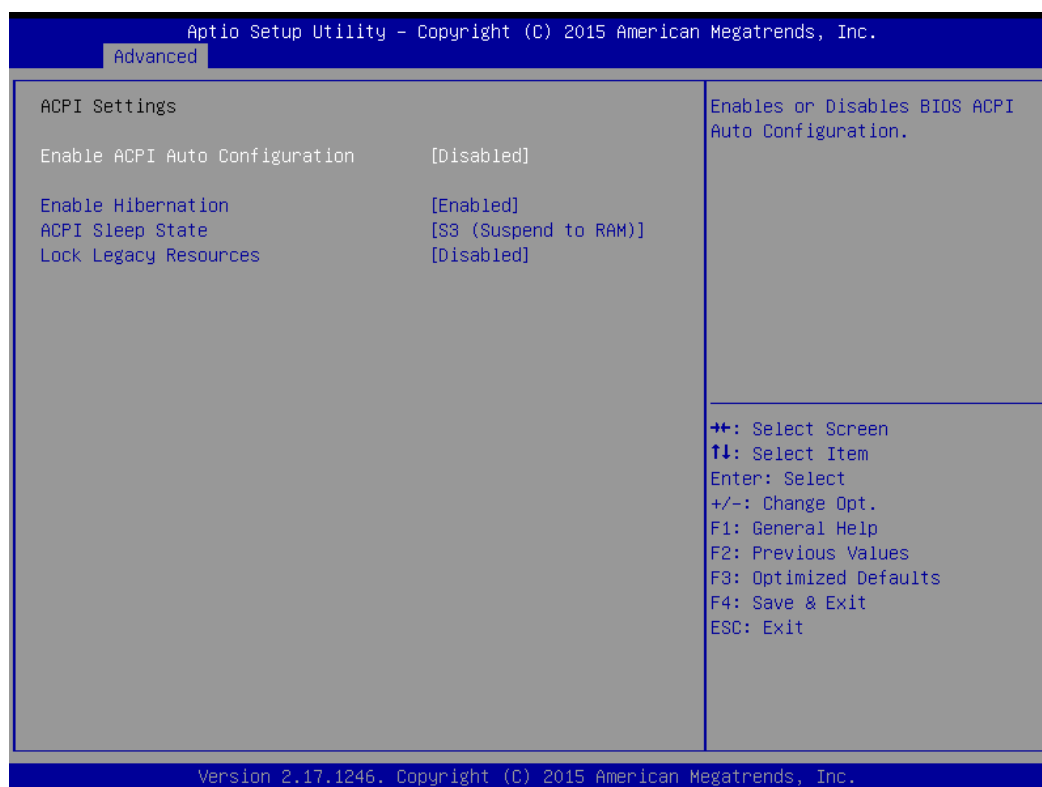 Aptio Setup Utility – Copyright (C) 2015 American Megatrends, Inc.
Advanced
ACPI Settings
Enable ACPI Auto Configuration [Disabled]
Enable Hibernation [Enabled]
ACPI Sleep State [S3 (Suspend to RAM)]
Lock Legacy Resources [Disabled]
Enables or Disables BIOS ACPI
Auto Configuration.
→←: Select Screen
↑↓: Select Item
Enter: Select
+/-: Change Opt.
F1: General Help
F2: Previous Values
F3: Optimized Defaults
F4: Save & Exit
ESC: Exit
Version 2.17.1246. Copyright (C) 2015 American Megatrends, Inc.